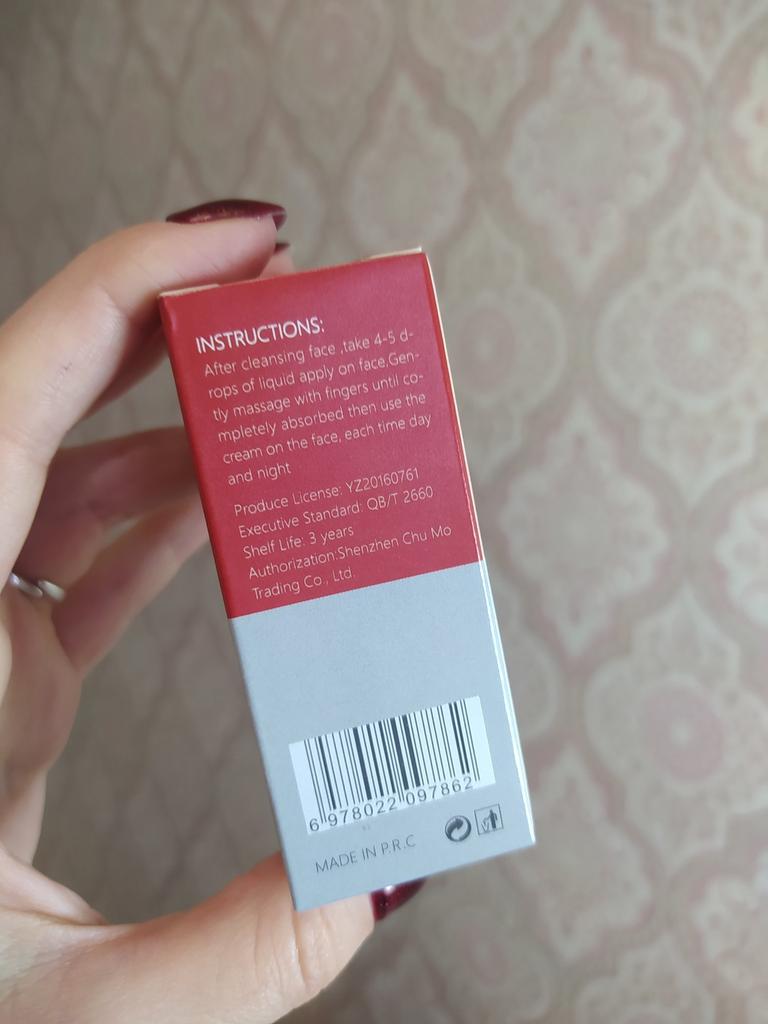 INSTRUCTIONS:
After cleansing face ,take 4-5 d-
rops of liquid apply on face.Gen-
tly massage with fingers until co-
mpletely absorbed then use the
cream on the face, each time day
and night
Produce License: YZ20160761
Executive Standard: QB/T 2660
Shelf Life: 3 years
Authorization:Shenzhen Chu Mo
Trading Co., Ltd.
6 978022 097862
MADE IN P.R.C